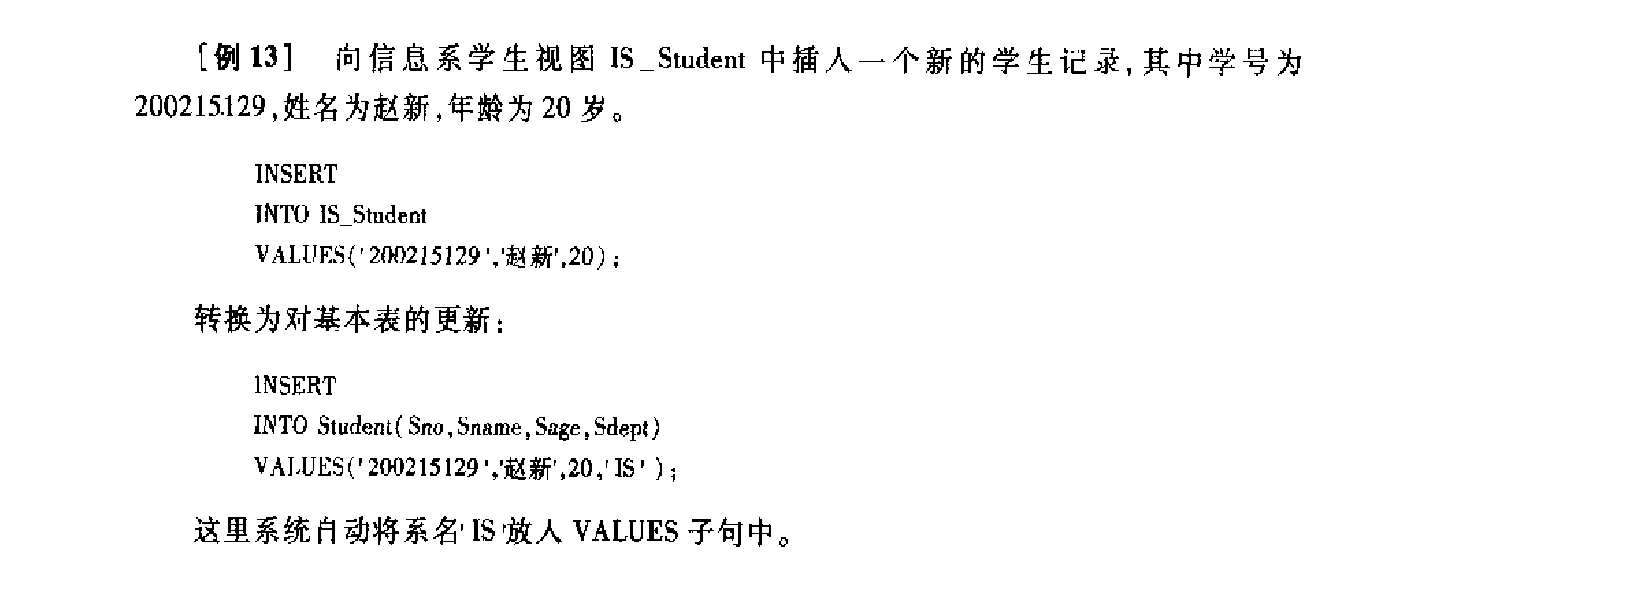 [例13] 向信息系学生视图 IS_Student 中插入一个新的学生记录,其中学号为
200215129,姓名为赵新,年龄为 20 岁。
INSERT
INTO IS_Student
VALUES('200215129','赵新',20);
转换为对基本表的更新:
INSERT
INTO Student(Sno,Sname,Sage,Sdept)
VALUES('200215129','赵新',20,'IS');
这里系统自动将系名'IS'放入 VALUES 子句中。